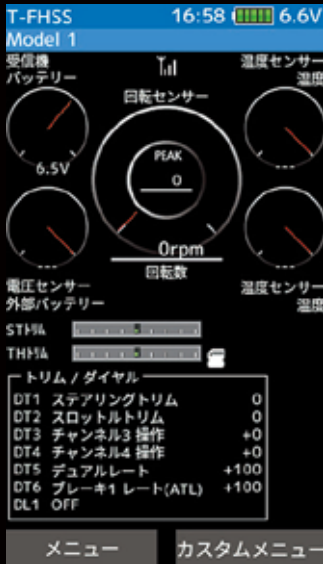 T-FHSS 16:58 6.6V
Model 1
受信機
バッテリー
温度センサー
温度
回転センサー
PEAK
0
6.5V
---
0rpm
回転数
---
---
電圧センサー
外部バッテリー
温度センサー
温度
STトリム
THトリム
トリム / ダイヤル
DT1 ステアリングトリム 0
DT2 スロットルトリム 0
DT3 チャンネル3 操作 +0
DT4 チャンネル4 操作 +0
DT5 デュアルレート +100
DT6 ブレーキ1 レート(ATL) +100
DL1 OFF
メニュー カスタムメニュー